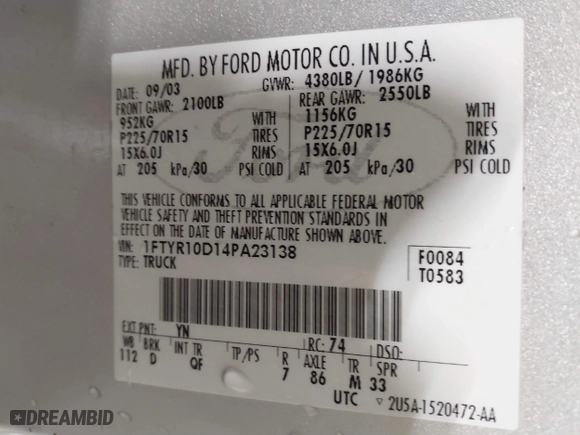 MFD. BY FORD MOTOR CO. IN U.S.A.
DATE: 09/03 GVWR: 4380LB/ 1986KG
FRONT GAWR: 2100LB REAR GAWR: 2550LB
952KG WITH 1156KG WITH
P225/70R15 TIRES P225/70R15 TIRES
15X6.0J RIMS 15X6.0J RIMS
AT 205 kPa/30 PSI COLD AT 205 kPa/30 PSI COLD
Ford
THIS VEHICLE CONFORMS TO ALL APPLICABLE FEDERAL MOTOR
VEHICLE SAFETY AND THEFT PREVENTION STANDARDS IN
EFFECT ON THE DATE OF MANUFACTURE SHOWN ABOVE.
VIN: 1FTYR10D14PA23138 F0084
TYPE: TRUCK T0583
EXT PNT: YN RC: 74 DSO:
WB BRK INT TR TP/PS R AXLE TR SPR
112 D QF 7 86 M 33
UTC ▽ 2U5A-1520472-AA
DREAMBID